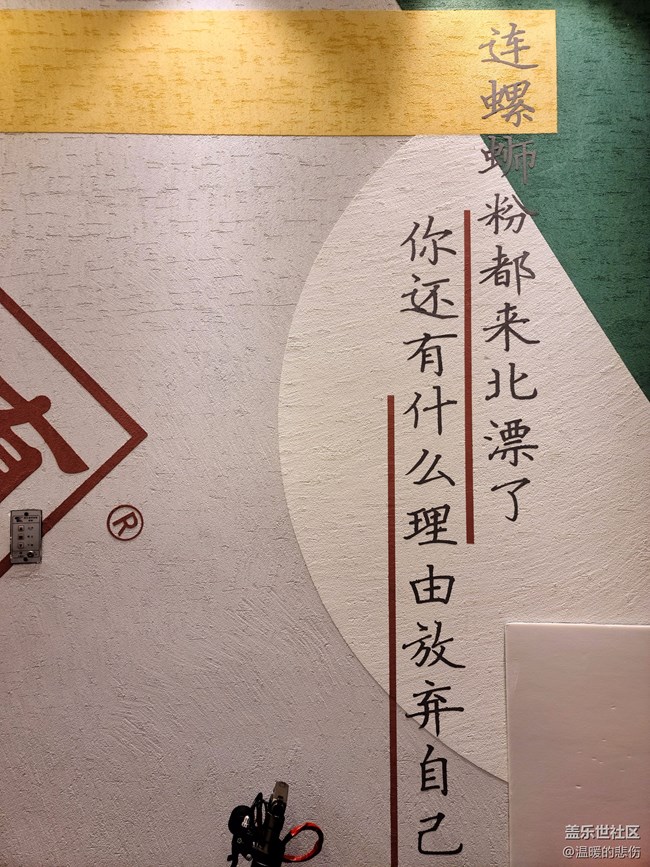 连螺蛳粉都来北漂了
你还有什么理由放弃自己
®
盖乐世社区
@温暖的悲伤